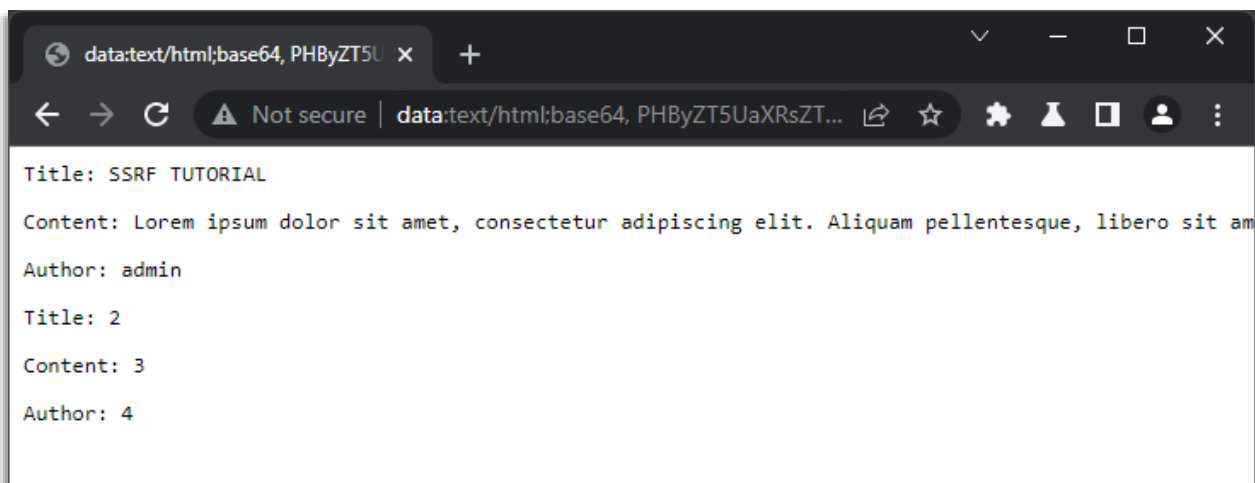 data:text/html;base64, PHByZT5U
Not secure | data:text/html;base64, PHByZT5UaXRsZT...
Title: SSRF TUTORIAL
Content: Lorem ipsum dolor sit amet, consectetur adipiscing elit. Aliquam pellentesque, libero sit am
Author: admin
Title: 2
Content: 3
Author: 4